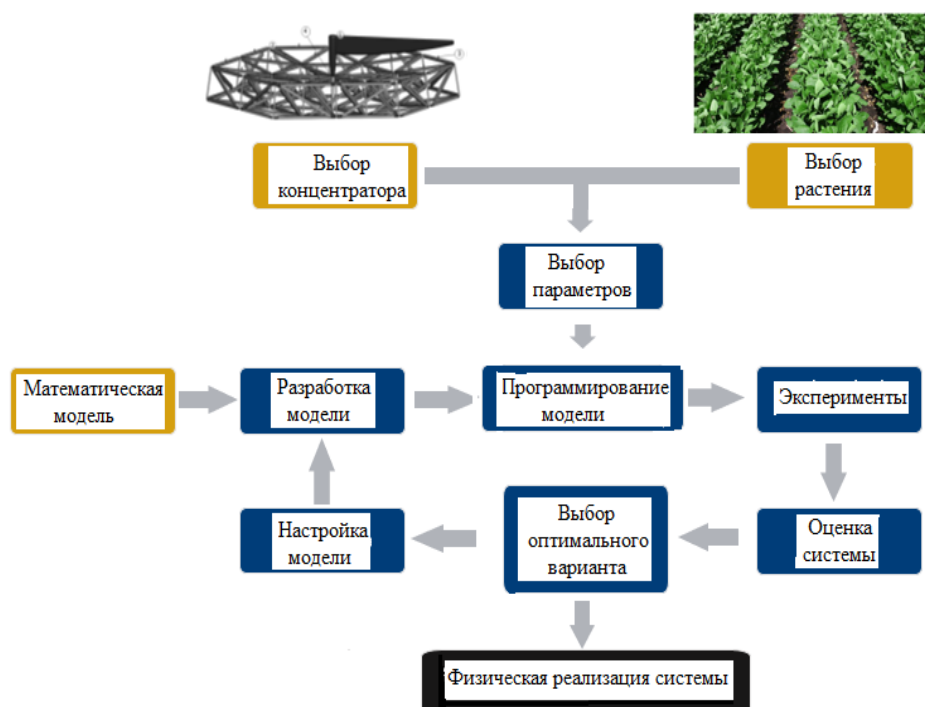 Выбор
концентратора
Выбор
растения
Выбор
параметров
Математическая
модель
Разработка
модели
Программирование
модели
Эксперименты
Настройка
модели
Выбор
оптимального
варианта
Оценка
системы
Физическая реализация системы